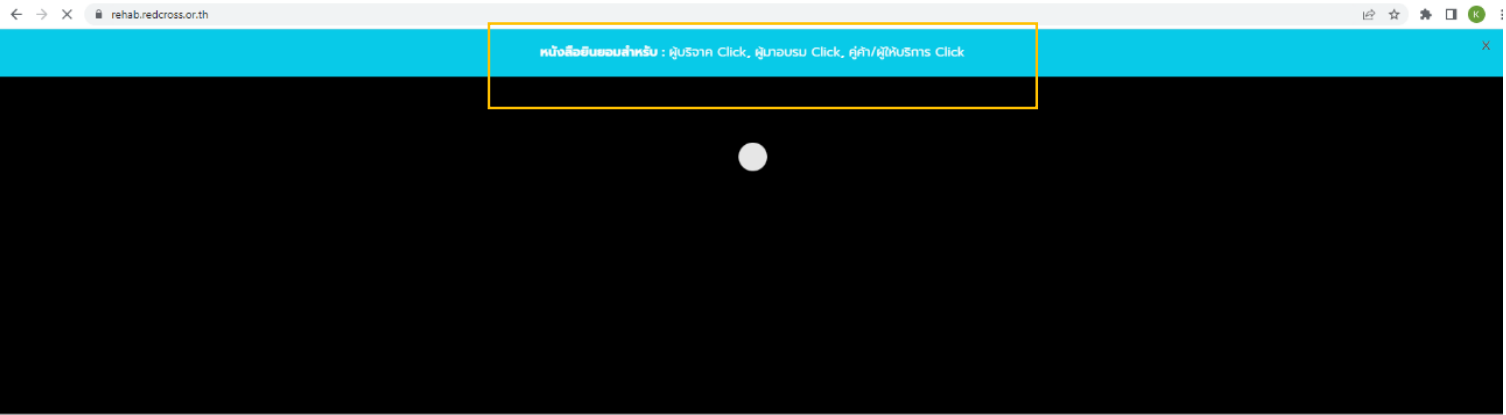 rehab.redcross.or.th
K
หนังสือยินยอมสำหรับ : ผู้บริจาค Click, ผู้มาอบรม Click, คู่ค้า/ผู้ให้บริการ Click
X